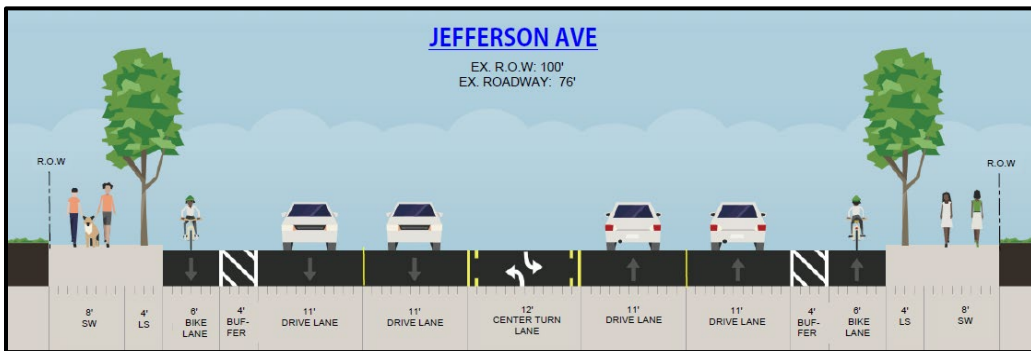 JEFFERSON AVE
EX. R.O.W: 100'
EX. ROADWAY: 76'
R.O.W
R.O.W
8'
SW
4'
LS
6'
BIKE
LANE
4'
BUF-
FER
11'
DRIVE LANE
11'
DRIVE LANE
12'
CENTER TURN
LANE
11'
DRIVE LANE
11'
DRIVE LANE
4'
BUF-
FER
6'
BIKE
LANE
4'
LS
8'
SW